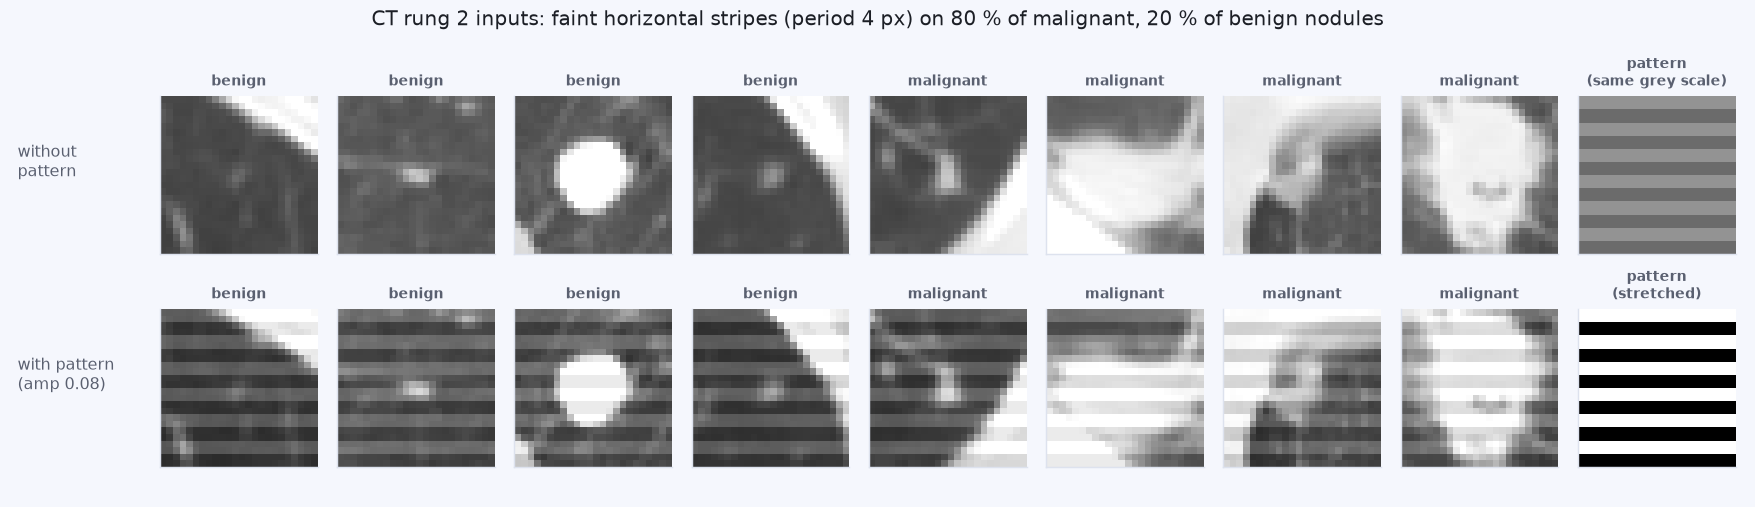 CT rung 2 inputs: faint horizontal stripes (period 4 px) on 80 % of malignant, 20 % of benign nodules
benign benign benign benign malignant malignant malignant malignant pattern
(same grey scale)
without
pattern
benign benign benign benign malignant malignant malignant malignant pattern
(stretched)
with pattern
(amp 0.08)